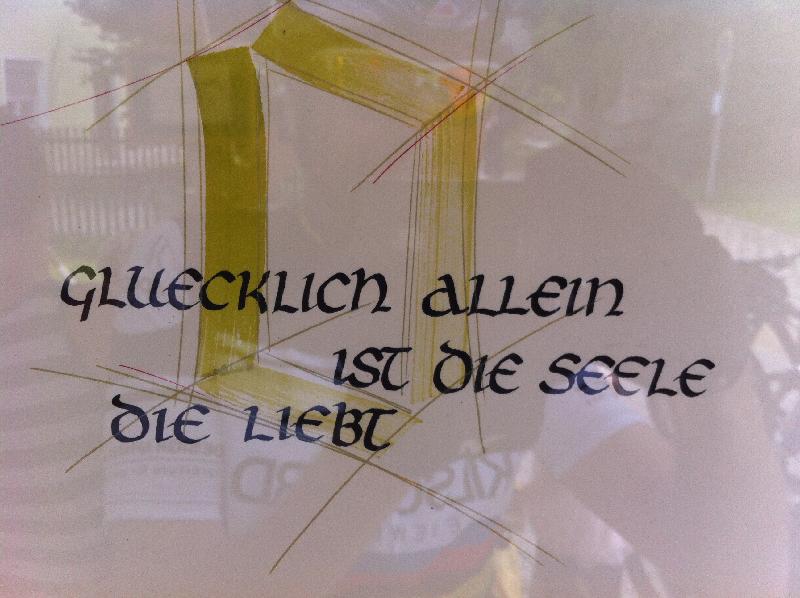 GLUECKLICH ALLEIN
IST DIE SEELE
DIE LIEBT